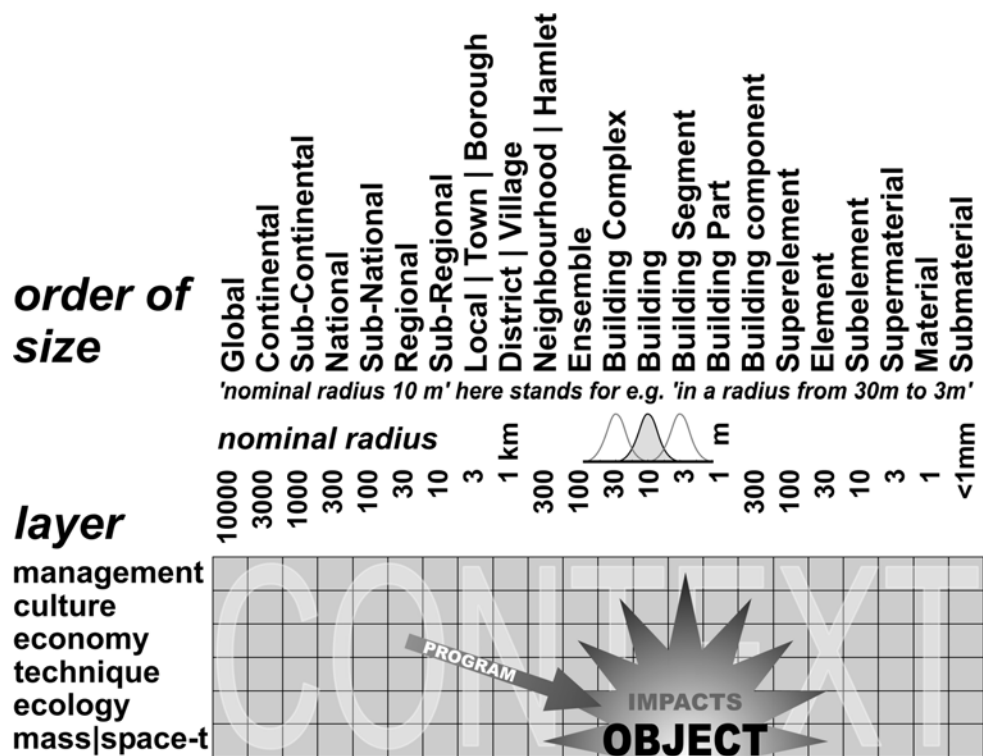 order of size
Global
Continental
Sub-Continental
National
Sub-National
Regional
Sub-Regional
Local | Town | Borough
District | Village
Neighbourhood | Hamlet
Ensemble
Building Complex
Building
Building Segment
Building Part
Building component
Superelement
Element
Subelement
Supermaterial
Material
Submaterial
'nominal radius 10 m' here stands for e.g. 'in a radius from 30m to 3m'
nominal radius
10000
3000
1000
300
100
30
10
3
1 km
300
100
30
10
3
1 m
300
100
30
10
3
1
<1mm
layer
management
culture
economy
technique
ecology
mass|space-t
CONTEXT
PROGRAM
IMPACTS
OBJECT